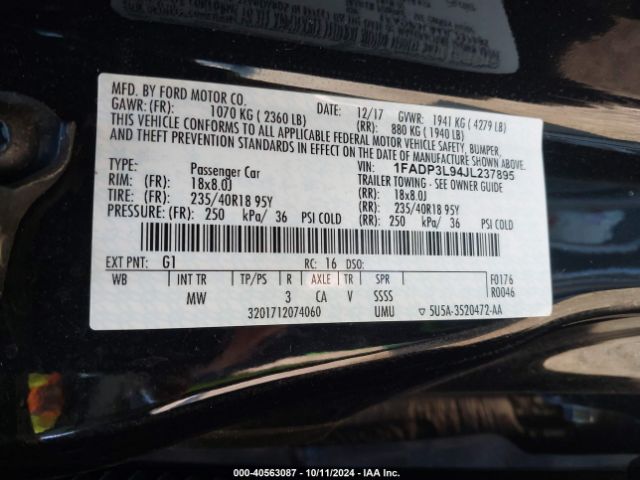 MFD. BY FORD MOTOR CO.
DATE: 12/17 GVWR: 1941 KG ( 4279 LB)
GAWR: (FR): 1070 KG ( 2360 LB) (RR): 880 KG ( 1940 LB)
THIS VEHICLE CONFORMS TO ALL APPLICABLE FEDERAL MOTOR VEHICLE SAFETY, BUMPER,
AND THEFT PREVENTION STANDARDS IN EFFECT ON THE DATE OF MANUFACTURE SHOWN ABOVE.
VIN: 1FADP3L94JL237895
TYPE: Passenger Car TRAILER TOWING - SEE OWNER GUIDE
RIM: (FR): 18x8.0J (RR): 18x8.0J
TIRE: (FR): 235/40R18 95Y (RR): 235/40R18 95Y
PRESSURE: (FR): 250 kPa/ 36 PSI COLD (RR): 250 kPa/ 36 PSI COLD
EXT PNT: G1 RC: 16 DSO: F0176
WB INT TR TP/PS R AXLE TR SPR R0046
MW 3 CA V SSSS
3201712074060 UMU ▽ 5U5A-3520472-AA
000-40563087 - 10/11/2024 - IAA Inc.